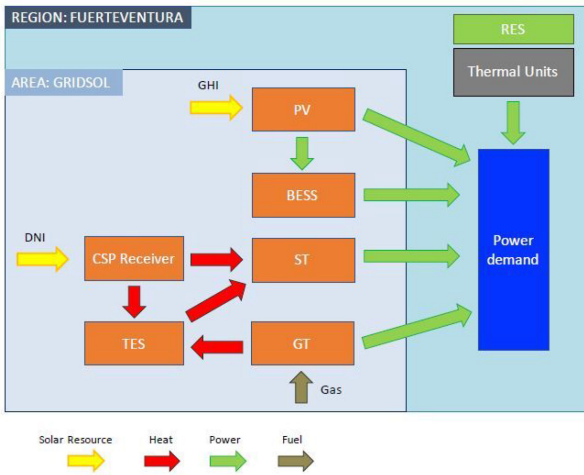 REGION: FUERTEVENTURA
RES
Thermal Units
AREA: GRIDSOL
GHI
PV
BESS
DNI
CSP Receiver
ST
Power
demand
TES
GT
Gas
Solar Resource
Heat
Power
Fuel